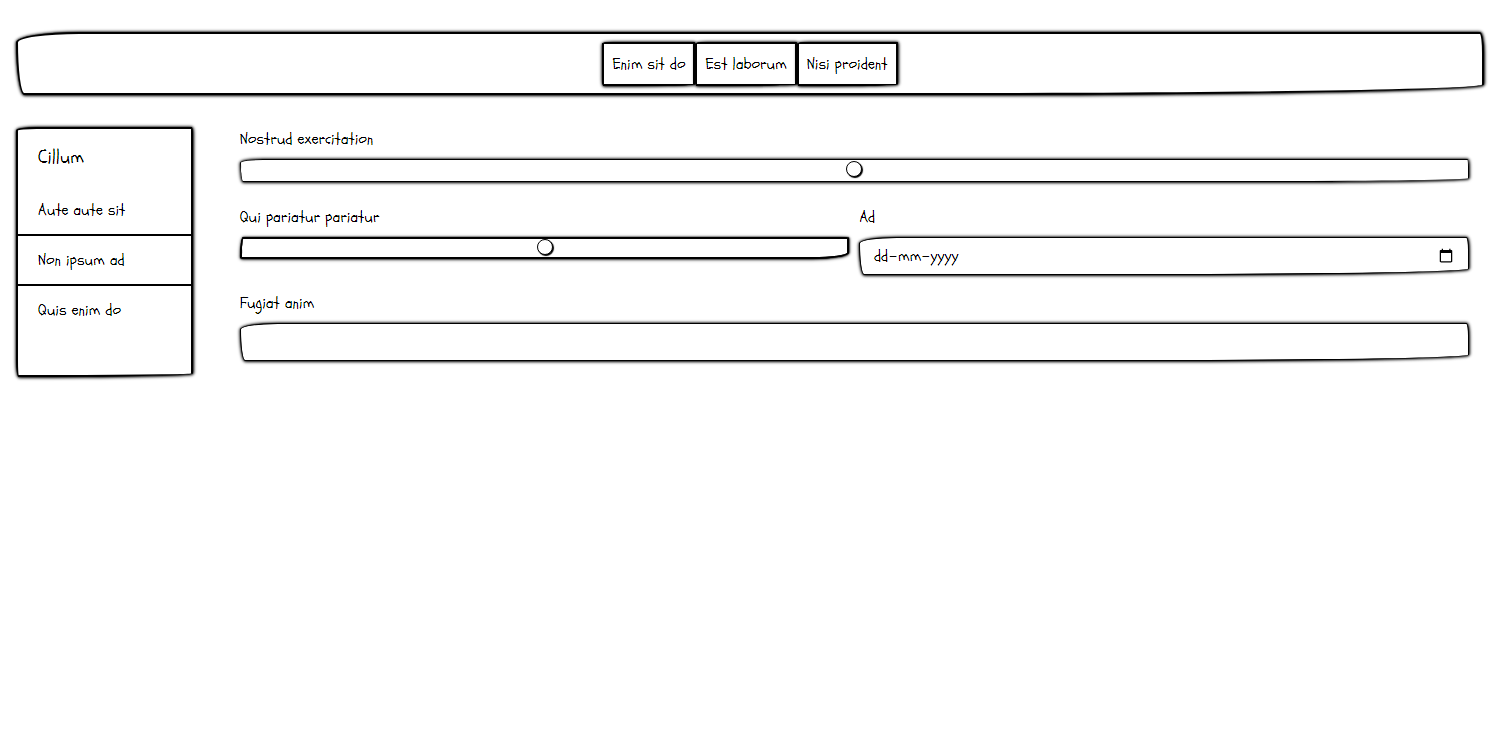 Enim sit do
Est laborum
Nisi proident
Cillum
Aute aute sit
Non ipsum ad
Quis enim do
Nostrud exercitation
Qui pariatur pariatur
Ad
dd-mm-yyyy
Fugiat anim